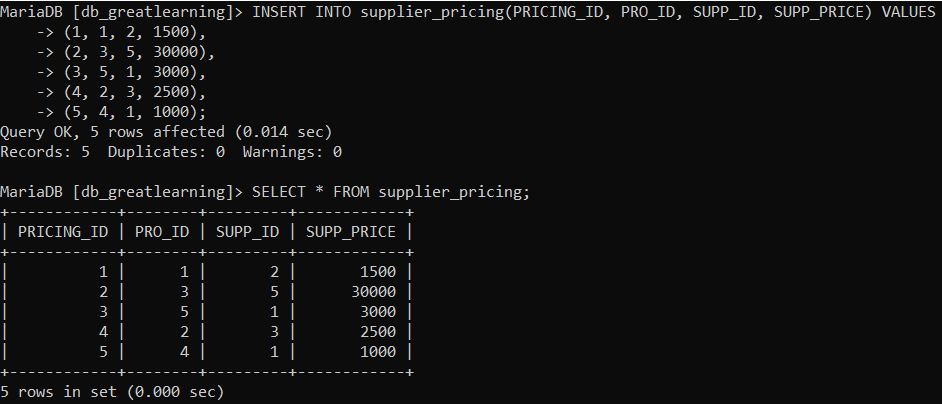 MariaDB [db_greatlearning]> INSERT INTO supplier_pricing(PRICING_ID, PRO_ID, SUPP_ID, SUPP_PRICE) VALUES
    -> (1, 1, 2, 1500),
    -> (2, 3, 5, 30000),
    -> (3, 5, 1, 3000),
    -> (4, 2, 3, 2500),
    -> (5, 4, 1, 1000);
Query OK, 5 rows affected (0.014 sec)
Records: 5  Duplicates: 0  Warnings: 0

MariaDB [db_greatlearning]> SELECT * FROM supplier_pricing;
+------------+--------+---------+------------+
| PRICING_ID | PRO_ID | SUPP_ID | SUPP_PRICE |
+------------+--------+---------+------------+
|          1 |      1 |       2 |       1500 |
|          2 |      3 |       5 |      30000 |
|          3 |      5 |       1 |       3000 |
|          4 |      2 |       3 |       2500 |
|          5 |      4 |       1 |       1000 |
+------------+--------+---------+------------+
5 rows in set (0.000 sec)